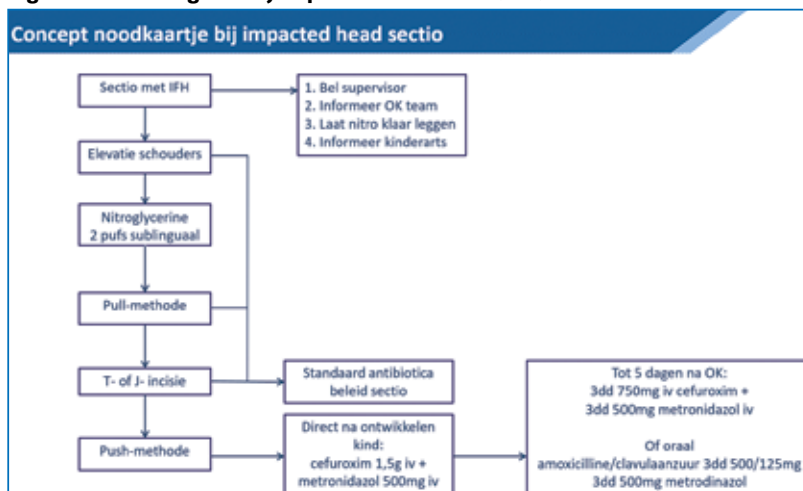 Concept noodkaartje bij impacted head sectio
Sectio met IFH
1. Bel supervisor
2. Informeer OK team
3. Laat nitro klaar leggen
4. Informeer kinderarts
Elevatie schouders
Nitroglycerine
2 pufs sublinguaal
Pull-methode
T- of J- incisie
Standaard antibiotica
beleid sectio
Push-methode
Direct na ontwikkelen
kind:
cefuroxim 1,5g iv +
metronidazol 500mg iv
Tot 5 dagen na OK:
3dd 750mg iv cefuroxim +
3dd 500mg metronidazol iv
Of oraal
amoxicilline/clavulaanzuur 3dd 500/125mg
3dd 500mg metrodinazol